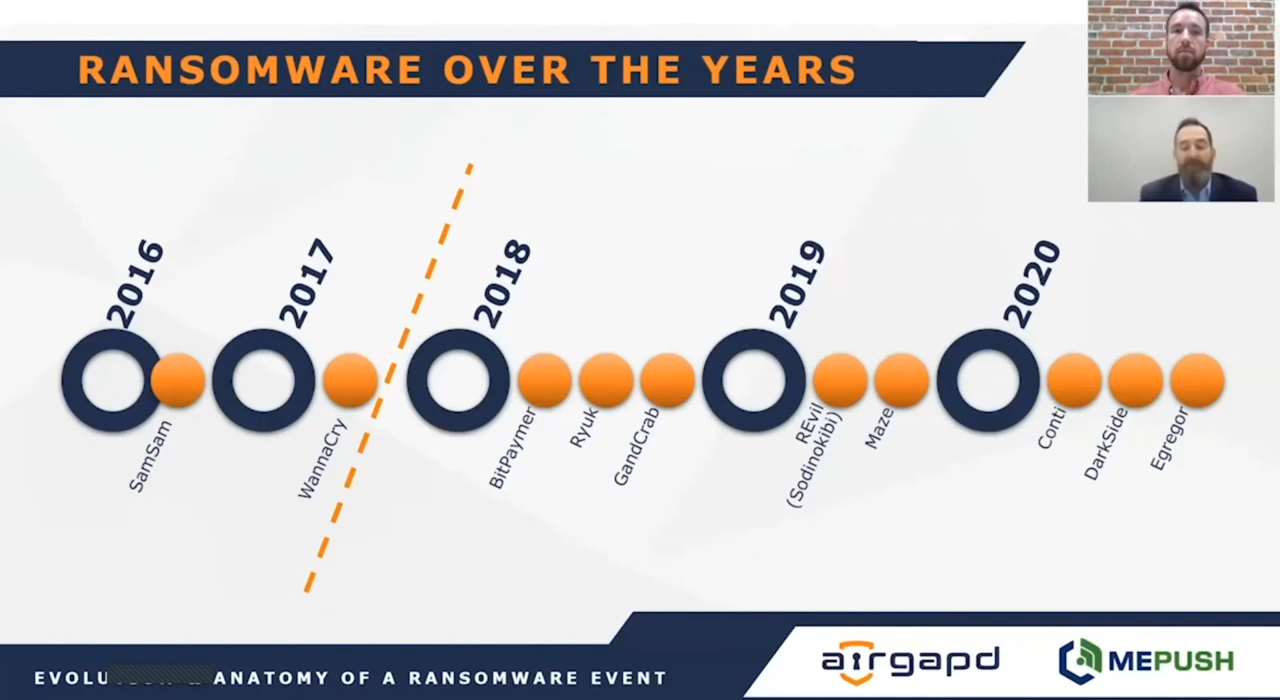 RANSOMWARE OVER THE YEARS
2016
2017
2018
2019
2020
SamSam
WannaCry
BitPaymer
Ryuk
GandCrab
REvil
(Sodinokibi)
Maze
Conti
DarkSide
Egregor
ANATOMY OF A RANSOMWARE EVENT
airgapd
MEPUSH